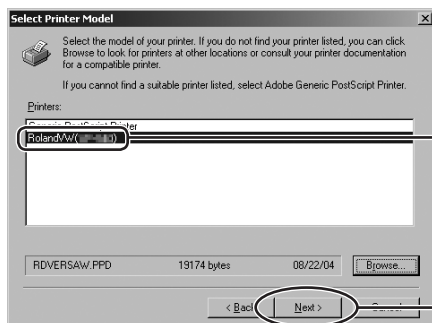 Select Printer Model
Select the model of your printer. If you do not find your printer listed, you can click
Browse to look for printers at other locations or consult your printer documentation
for a compatible printer.
If you cannot find a suitable printer listed, select Adobe Generic PostScript Printer.
Printers:
Generic PostScript Printer
RolandVW(
RDVERSAW.PPD 19174 bytes 08/22/04 Browse...
< Back Next > Cancel